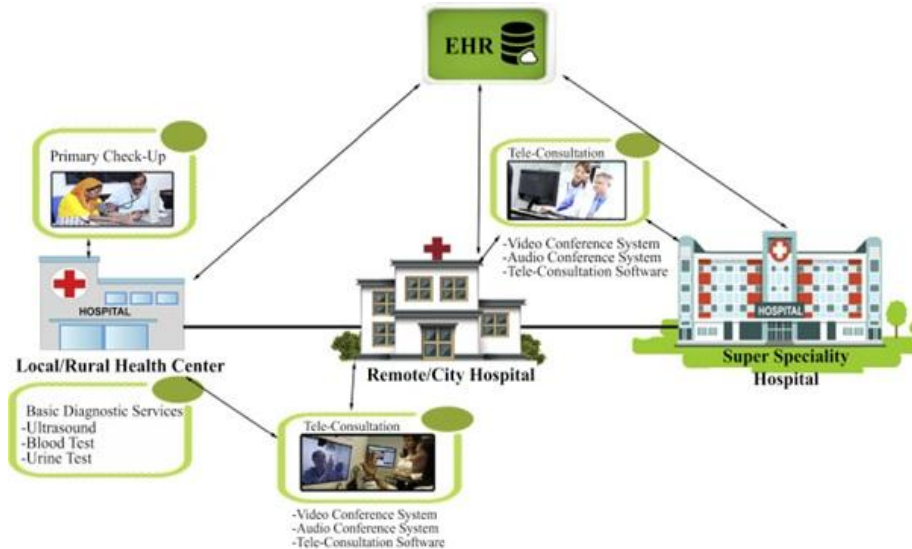 EHR
Primary Check-Up
Tele-Consultation
-Video Conference System
-Audio Conference System
-Tele-Consultation Software
HOSPITAL
HOSPITAL
Local/Rural Health Center
Remote/City Hospital
Super Speciality
Hospital
Basic Diagnostic Services
-Ultrasound
-Blood Test
-Urine Test
Tele-Consultation
-Video Conference System
-Audio Conference System
-Tele-Consultation Software